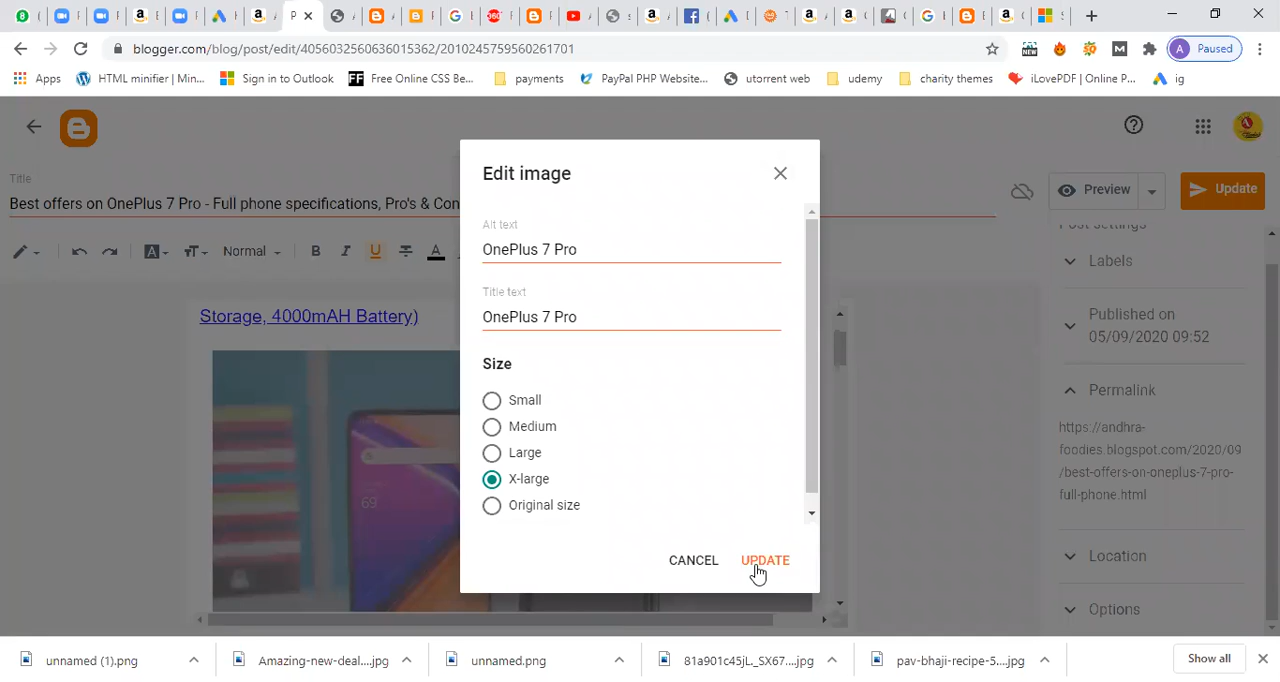 blogger.com/blog/post/edit/4056032560636015362/2010245759560261701
Paused
Apps
HTML minifier | Min...
Sign in to Outlook
FF Free Online CSS Be...
payments
PayPal PHP Website...
utorrent web
udemy
charity themes
iLovePDF | Online P...
ig
Title
Best offers on OnePlus 7 Pro - Full phone specifications, Pro's & Con
Preview
Update
Normal
B I U
Storage, 4000mAH Battery)
Edit image
Alt text
OnePlus 7 Pro
Title text
OnePlus 7 Pro
Size
Small
Medium
Large
X-large
Original size
CANCEL
UPDATE
Post settings
Labels
Published on
05/09/2020 09:52
Permalink
https://andhra-
foodies.blogspot.com/2020/09
/best-offers-on-oneplus-7-pro-
full-phone.html
Location
Options
unnamed (1).png
Amazing-new-deal....jpg
unnamed.png
81a901c45jL._SX67....jpg
pav-bhaji-recipe-5....jpg
Show all